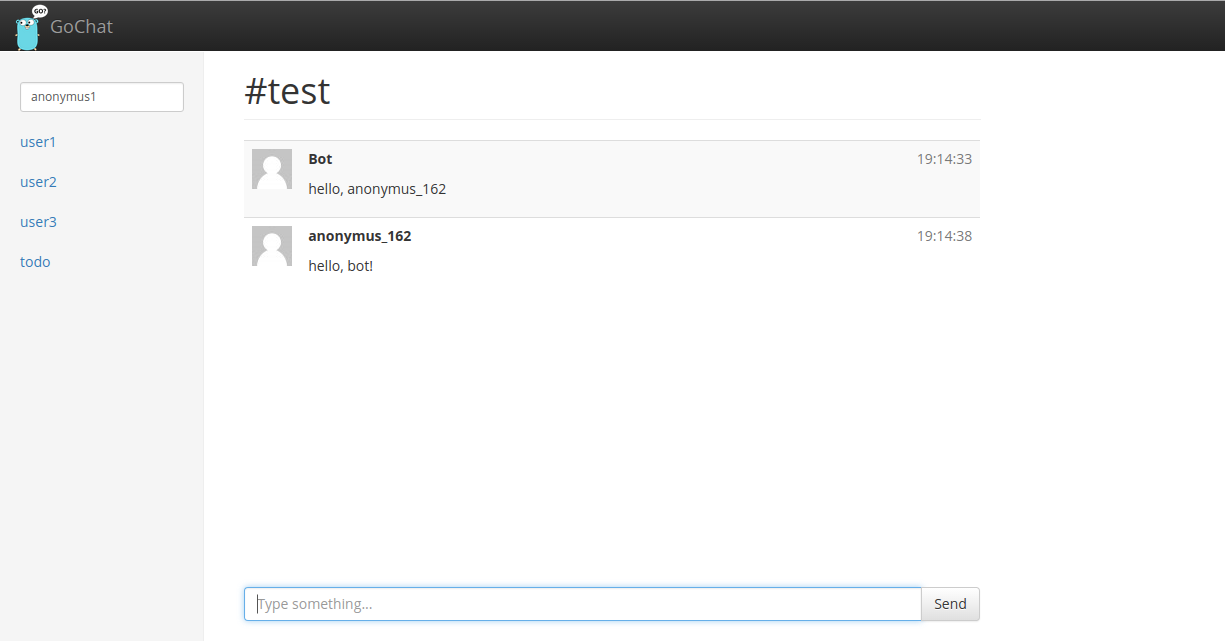 GO?
GoChat
anonymus1
user1
user2
user3
todo
#test
Bot 19:14:33
hello, anonymus_162
anonymus_162 19:14:38
hello, bot!
Type something... Send